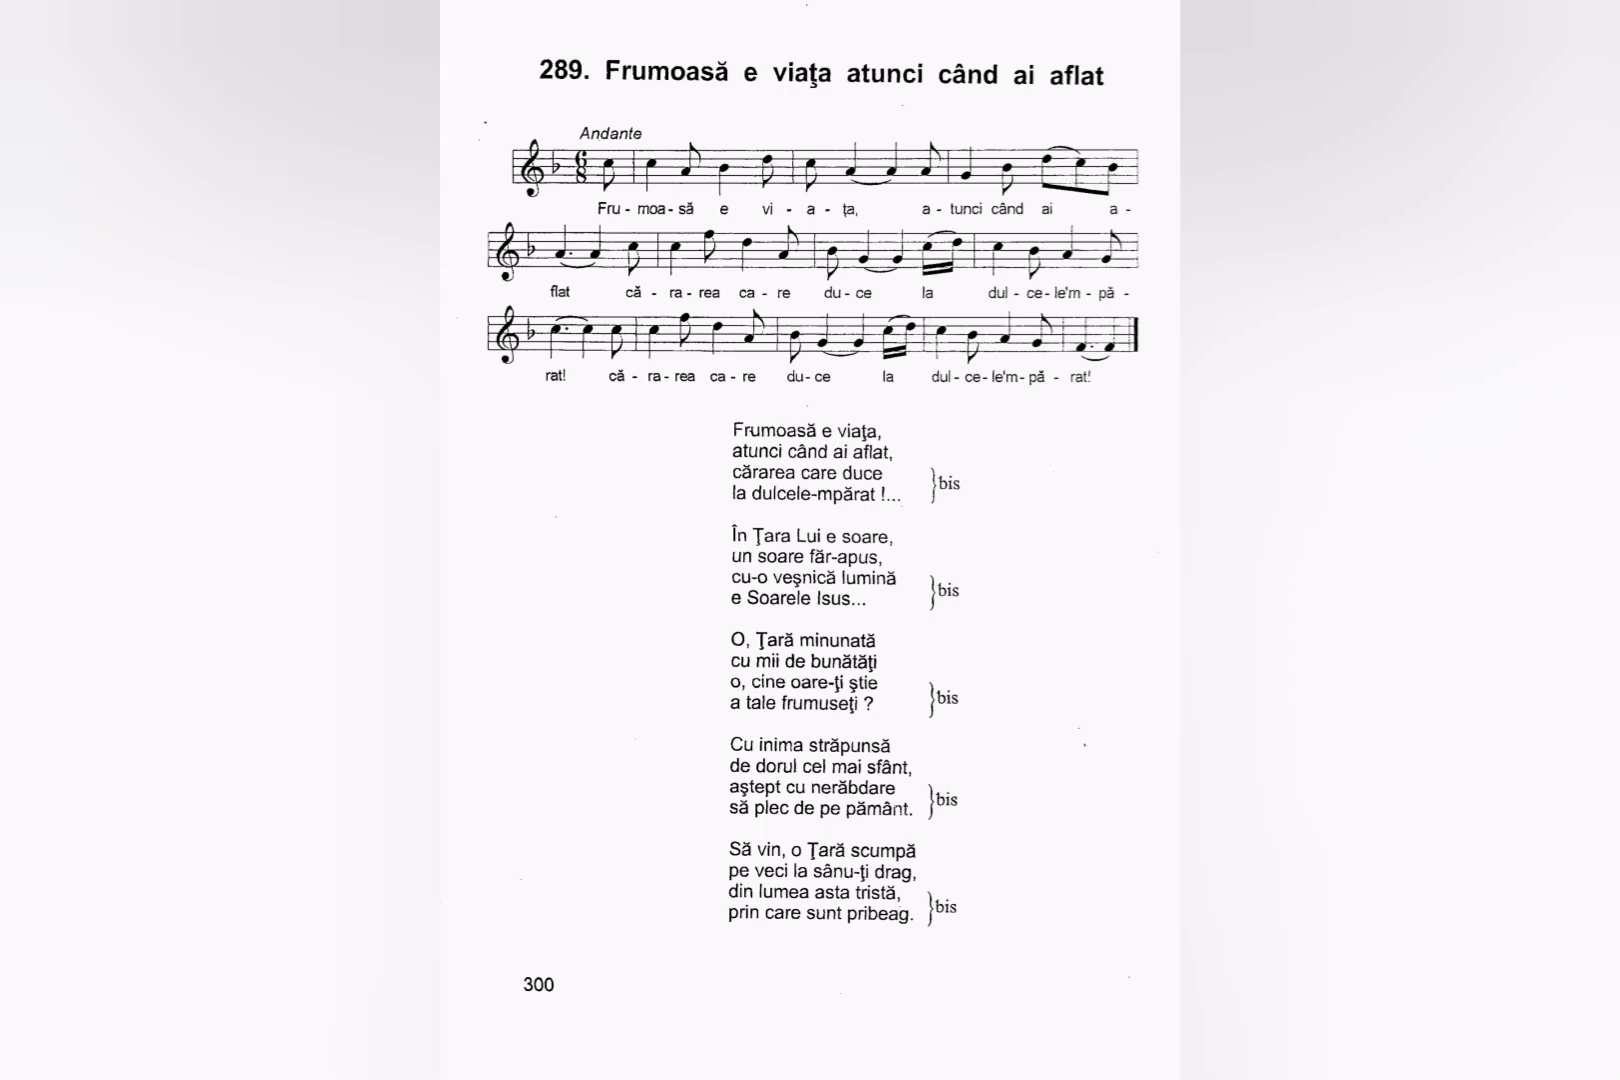 289. Frumoasă e viaţa atunci când ai aflat
Andante
6
8
Fru - moa - să e vi - a - ţa, a - tunci când ai a -
flat că - ra - rea ca - re du - ce la dul - ce - le'm - pă -
rat! că - ra - rea ca - re du - ce la dul - ce - le'm - pă - rat!
Frumoasă e viaţa,
atunci când ai aflat,
cărarea care duce
la dulcele-mpărat !...
}bis
În Ţara Lui e soare,
un soare făr-apus,
cu-o veşnică lumină
e Soarele Isus...
}bis
O, Ţară minunată
cu mii de bunătăţi
o, cine oare-ţi ştie
a tale frumuseţi ?
}bis
Cu inima străpunsă
de dorul cel mai sfânt,
aştept cu nerăbdare
să plec de pe pământ.
}bis
Să vin, o Ţară scumpă
pe veci la sânu-ţi drag,
din lumea asta tristă,
prin care sunt pribeag.
}bis
300